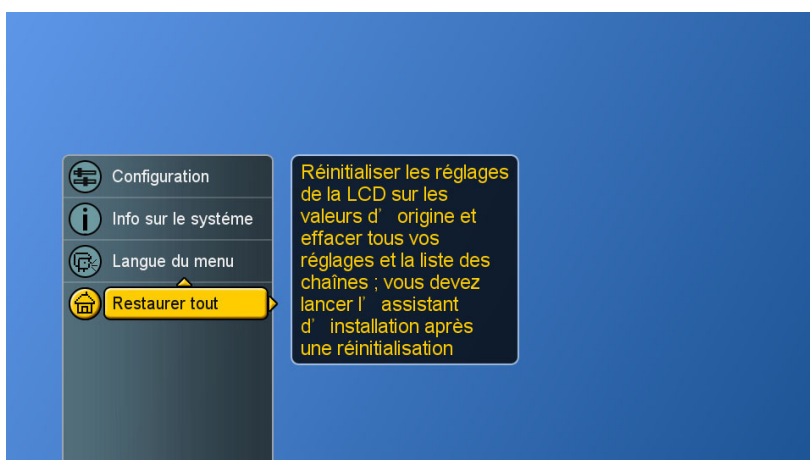 Configuration
Info sur le systéme
Langue du menu
Restaurer tout
Réinitialiser les réglages
de la LCD sur les
valeurs d' origine et
effacer tous vos
réglages et la liste des
chaînes ; vous devez
lancer l' assistant
d' installation après
une réinitialisation